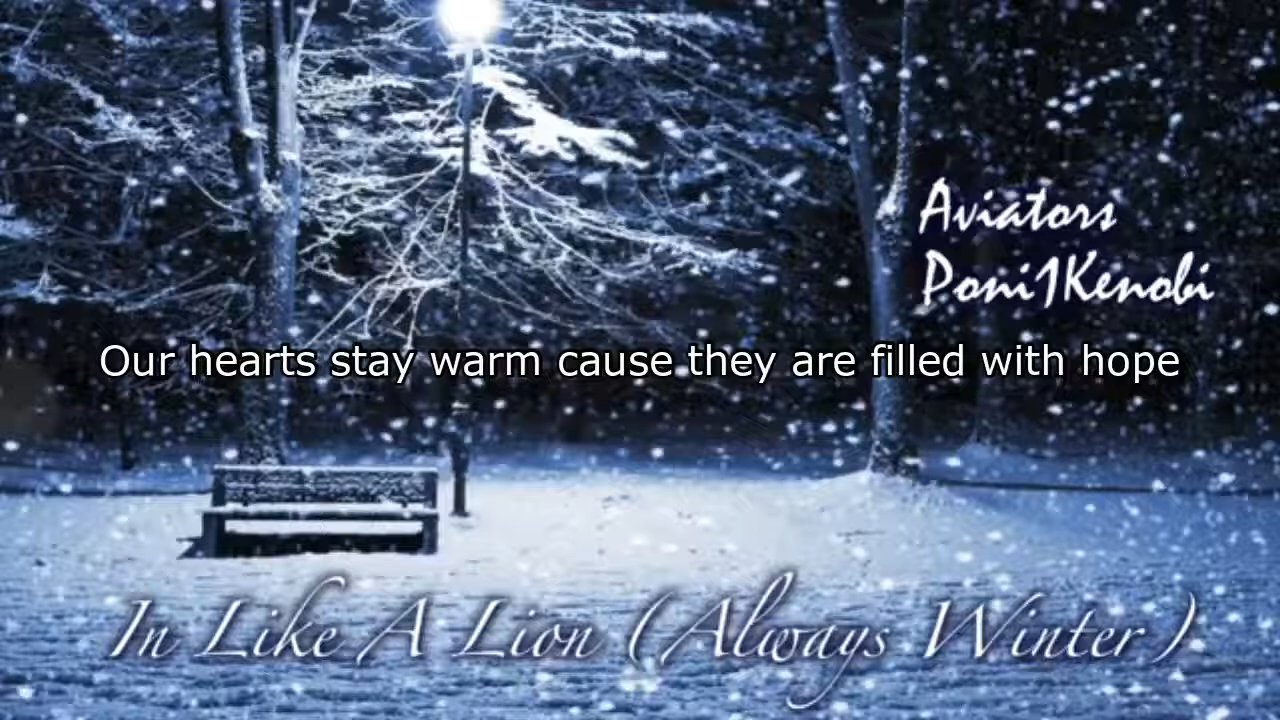 Aviators
Poni1Kenobi
Our hearts stay warm cause they are filled with hope
In Like A Lion (Always Winter)